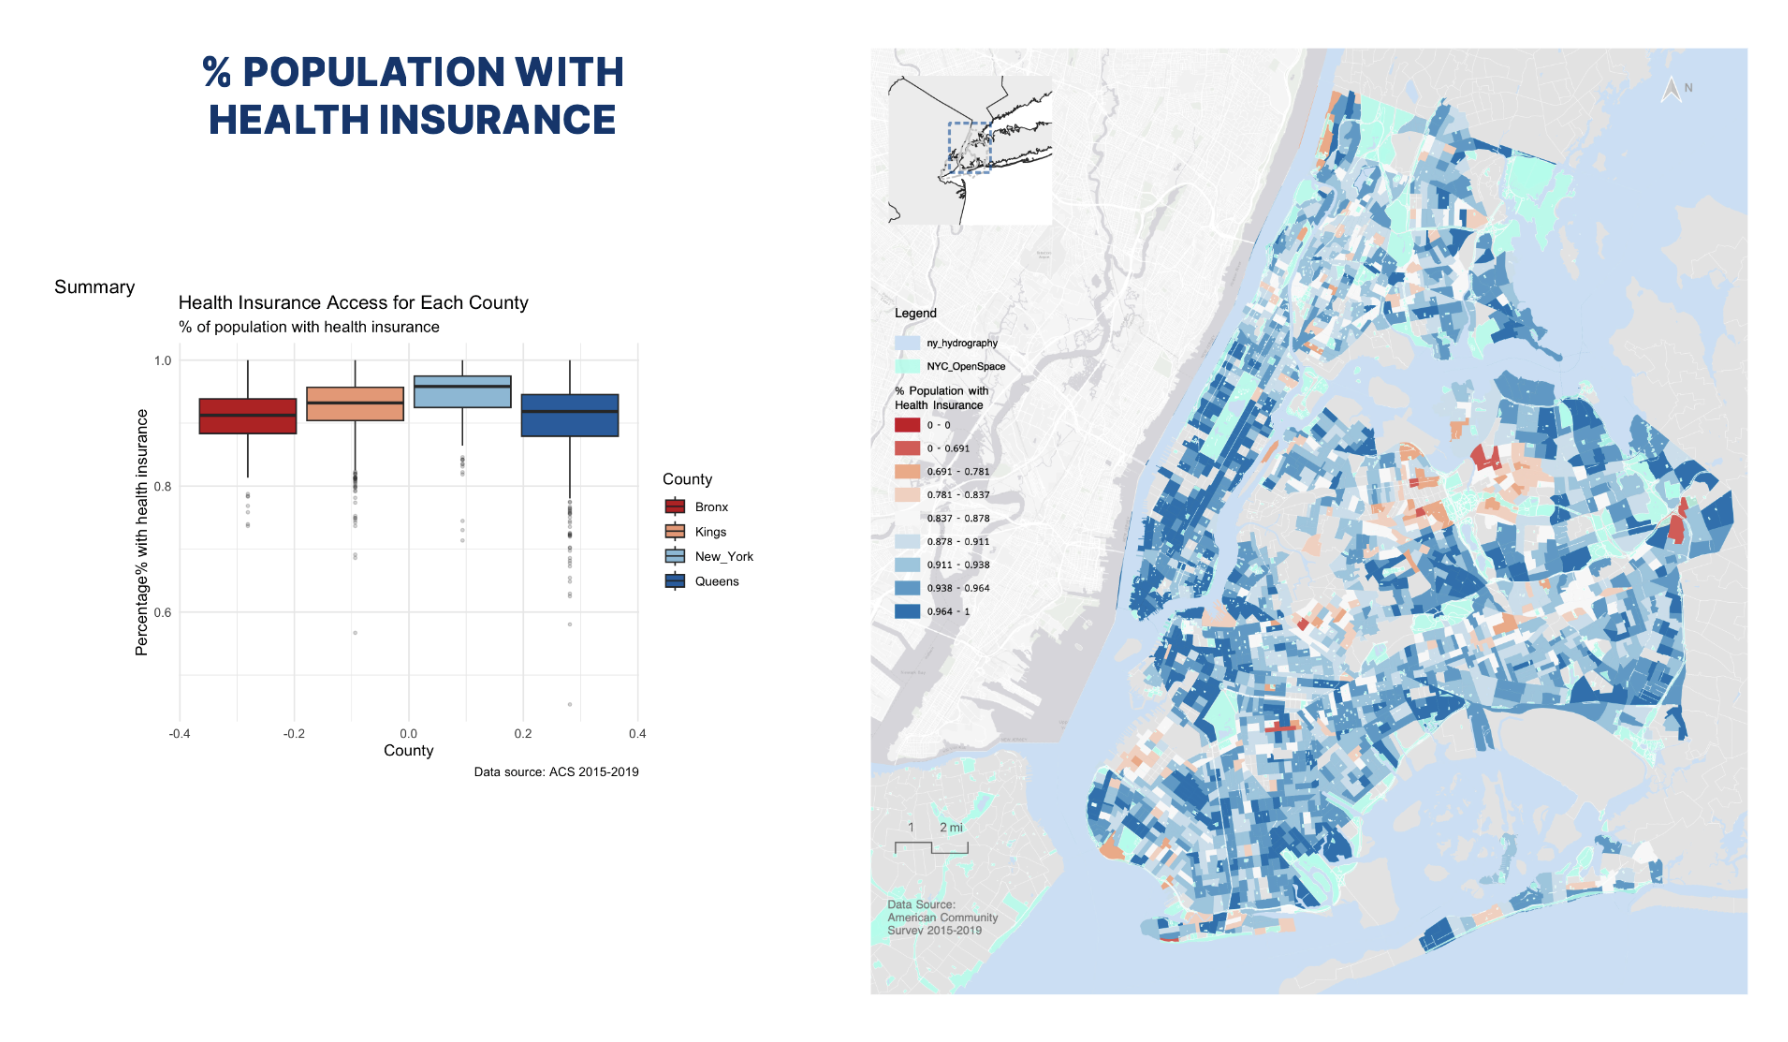 % POPULATION WITH
HEALTH INSURANCE
Summary
Health Insurance Access for Each County
% of population with health insurance
Percentage% with health insurance
1.0
0.8
0.6
-0.4
-0.2
0.0
0.2
0.4
County
Data source: ACS 2015-2019
County
Bronx
Kings
New_York
Queens
N
Legend
ny_hydrography
NYC_OpenSpace
% Population with
Health Insurance
0 - 0
0 - 0.691
0.691 - 0.781
0.781 - 0.837
0.837 - 0.878
0.878 - 0.911
0.911 - 0.938
0.938 - 0.964
0.964 - 1
1 2 mi
Data Source:
American Community
Survey 2015-2019